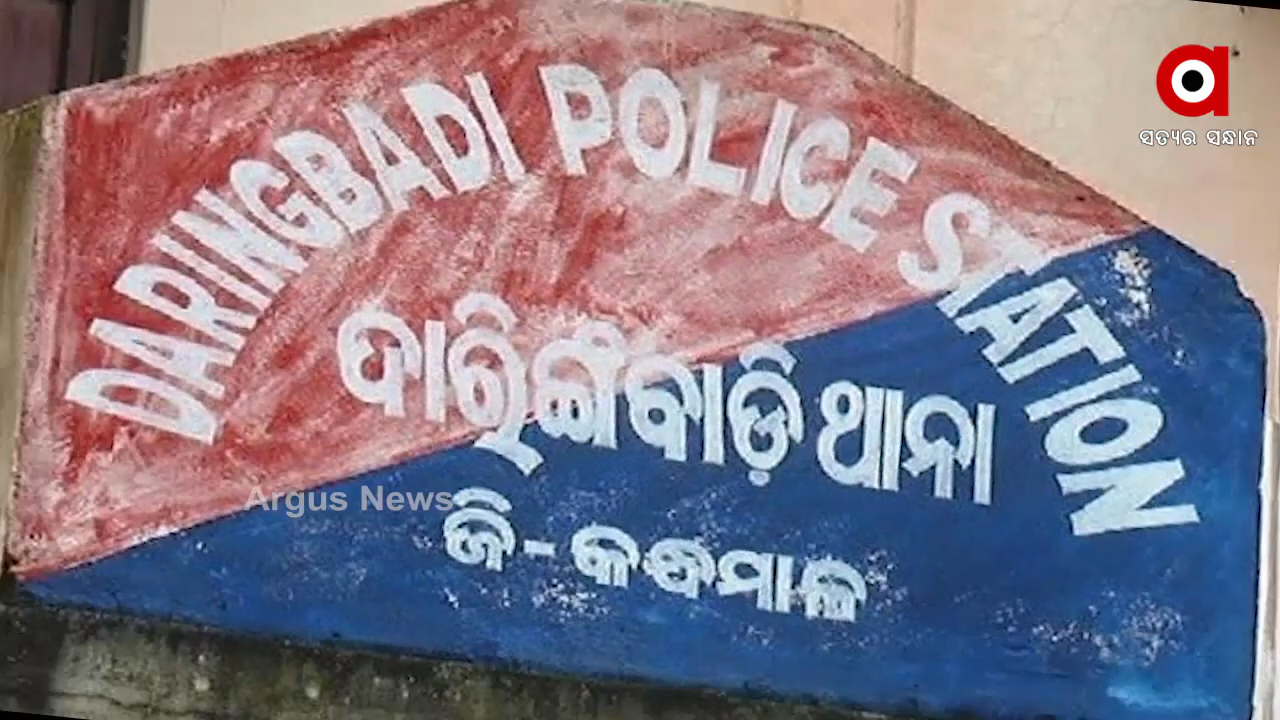 ସତ୍ୟର ସନ୍ଧାନ
DARINGBADI POLICE STATION
ଦାରିଙ୍ଗିବାଡ଼ି ଥାନା
Argus News
ଜି - କନ୍ଧମାଳ